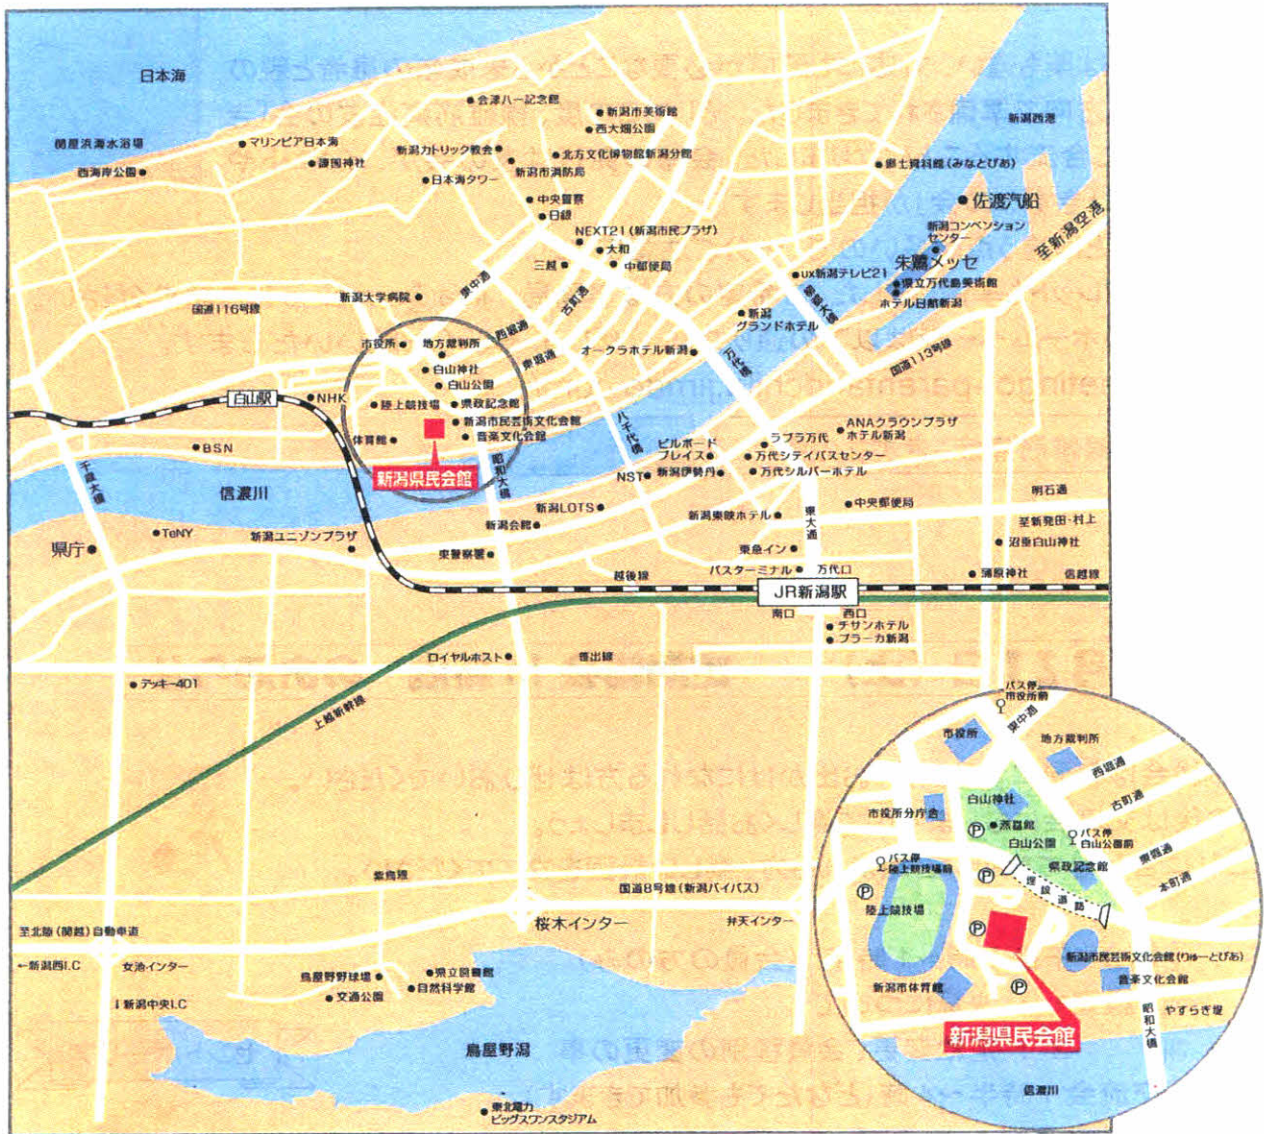 日本海
新潟西港
関屋浜海水浴場
マリンピア日本海
西海岸公園
護国神社
会津八一記念館
新潟市美術館
西大畑公園
新潟カトリック教会
北方文化博物館新潟分館
新潟市消防局
日本海タワー
郷土資料館(みなとぴあ)
中央警察
日銀
佐渡汽船
新潟コンベンション
センター
朱鷺メッセ
至新潟空港
NEXT21(新潟市民プラザ)
大和
三越
中郵便局
ux新潟テレビ21
県立万代島美術館
ホテル日航新潟
新潟大学病院
東中通
国道116号線
西堀通
古町通
東堀通
新潟
グランドホテル
オークラホテル新潟
万代橋
国道113号線
市役所
地方裁判所
白山神社
白山公園
白山駅
NHK
陸上競技場
県政記念館
新潟市民芸術文化会館
音楽文化会館
体育館
新潟県民会館
BSN
千歳大橋
信濃川
昭和大橋
八千代橋
ビルボード
プレイス
新潟伊勢丹
NST
ラブラ万代
万代シテイバスセンター
万代シルバーホテル
ANAクラウンプラザ
ホテル新潟
中央郵便局
新潟東映ホテル
東大通
明石通
至新発田・村上
沼垂白山神社
県庁
TeNY
新潟ユニゾンプラザ
新潟LOTS
新潟会館
東警察署
東急イン
バスターミナル
万代口
蒲原神社
信越線
越後線
JR新潟駅
南口
西口
チサンホテル
プラーカ新潟
ロイヤルホスト
笹出線
デッキー401
上越新幹線
紫鳥線
国道8号線(新潟バイパス)
桜木インター
弁天インター
至北陸(関越)自動車道
←新潟西I.C
女池インター
↓新潟中央I.C
鳥屋野野球場
交通公園
県立図書館
自然科学館
鳥屋野潟
東北電力
ビッグスワンスタジアム
バス停
市役所前
東中通
市役所
地方裁判所
西堀通
古町通
東堀通
本町通
市役所分庁舎
白山神社
燕喜館
白山公園
バス停
白山公園前
県政記念館
バス停
陸上競技場前
陸上競技場
埋設道路
P
P
P
P
P
新潟市民芸術文化会館(りゅーとぴあ)
音楽文化会館
新潟市体育館
新潟県民会館
昭和大橋
やすらぎ堤
信濃川